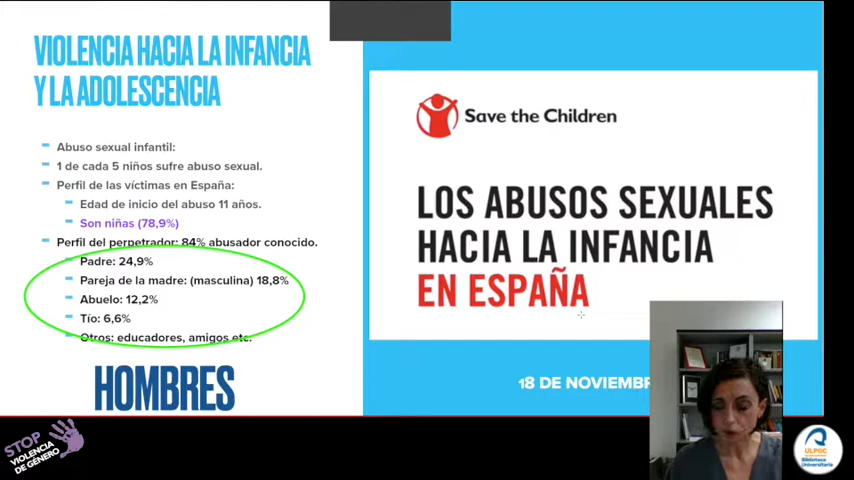 VIOLENCIA HACIA LA INFANCIA
Y LA ADOLESCENCIA
Abuso sexual infantil:
1 de cada 5 niños sufre abuso sexual.
Perfil de las víctimas en España:
Edad de inicio del abuso 11 años.
Son niñas (78,9%)
Perfil del perpetrador: 84% abusador conocido.
Padre: 24,9%
Pareja de la madre: (masculina) 18,8%
Abuelo: 12,2%
Tío: 6,6%
Otros: educadores, amigos etc.
HOMBRES
Save the Children
LOS ABUSOS SEXUALES
HACIA LA INFANCIA
EN ESPAÑA
18 DE NOVIEMBR
STOP
VIOLENCIA
DE GÉNERO
ULPGC
Biblioteca
Universitaria